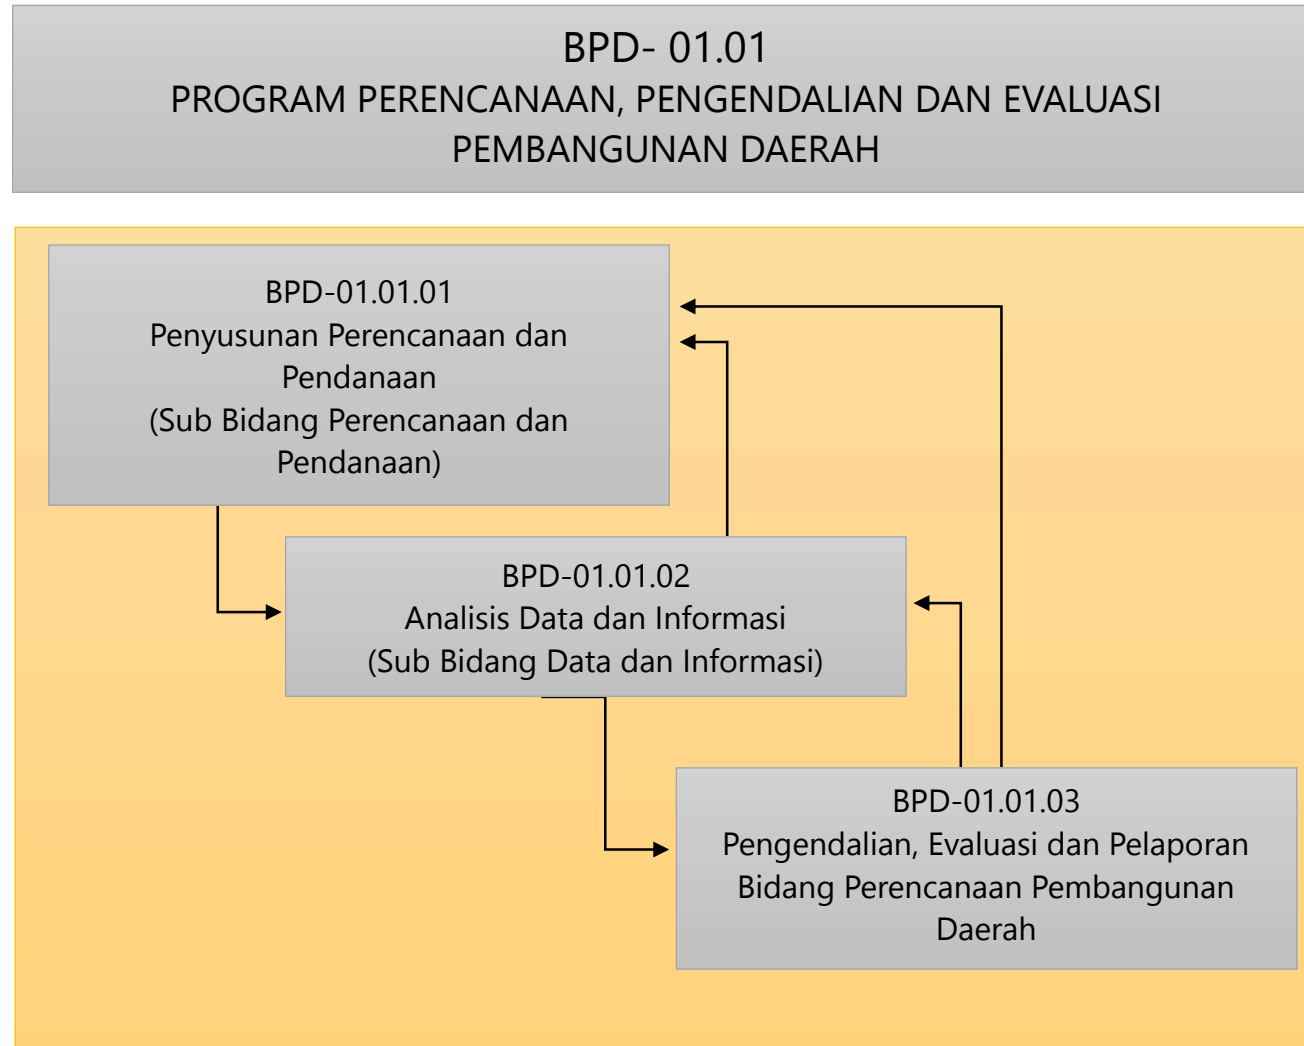 BPD- 01.01
PROGRAM PERENCANAAN, PENGENDALIAN DAN EVALUASI
PEMBANGUNAN DAERAH
BPD-01.01.01
Penyusunan Perencanaan dan
Pendanaan
(Sub Bidang Perencanaan dan
Pendanaan)
BPD-01.01.02
Analisis Data dan Informasi
(Sub Bidang Data dan Informasi)
BPD-01.01.03
Pengendalian, Evaluasi dan Pelaporan
Bidang Perencanaan Pembangunan
Daerah